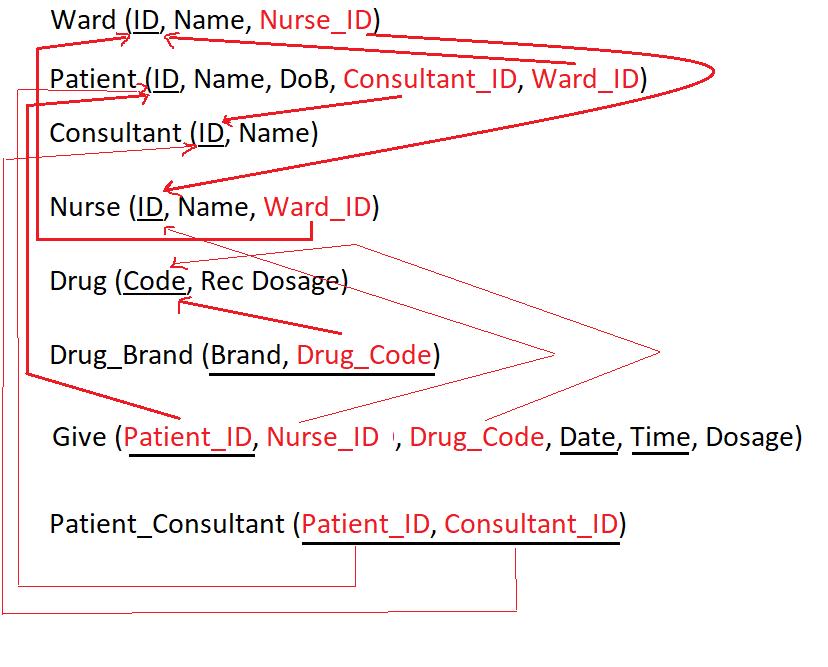 Ward (ID, Name, Nurse_ID)
Patient (ID, Name, DoB, Consultant_ID, Ward_ID)
Consultant (ID, Name)
Nurse (ID, Name, Ward_ID)
Drug (Code, Rec Dosage)
Drug_Brand (Brand, Drug_Code)
Give (Patient_ID, Nurse_ID , Drug_Code, Date, Time, Dosage)
Patient_Consultant (Patient_ID, Consultant_ID)